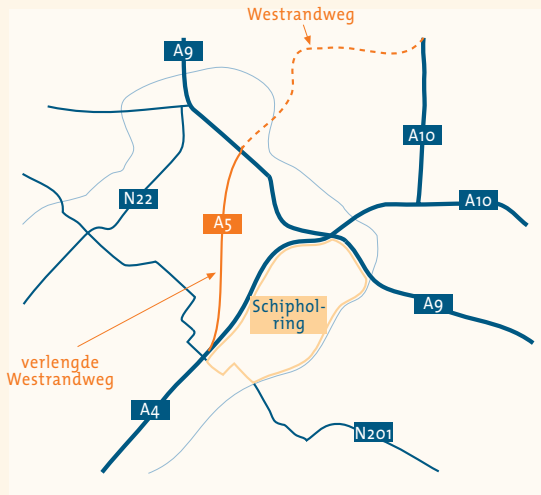 Westrandweg
A9
A10
N22
A10
A5
Schiphol-
ring
A9
verlengde
Westrandweg
A4
N201